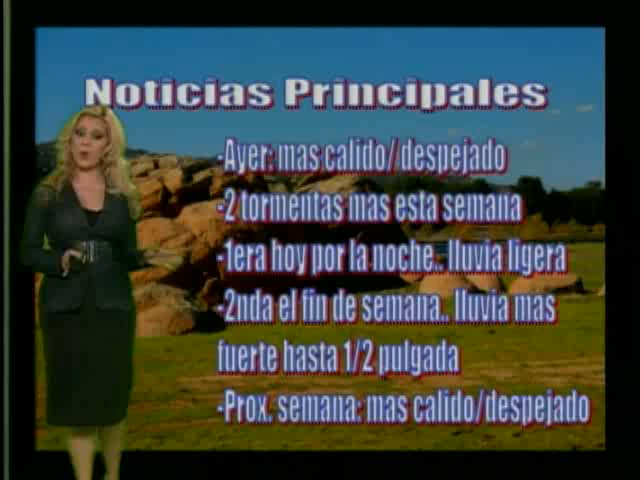 Noticias Principales
-Ayer: mas calido/ despejado
-2 tormentas mas esta semana
-1era hoy por la noche.. lluvia ligera
-2nda el fin de semana.. lluvia mas
fuerte hasta 1/2 pulgada
-Prox. semana: mas calido/despejado